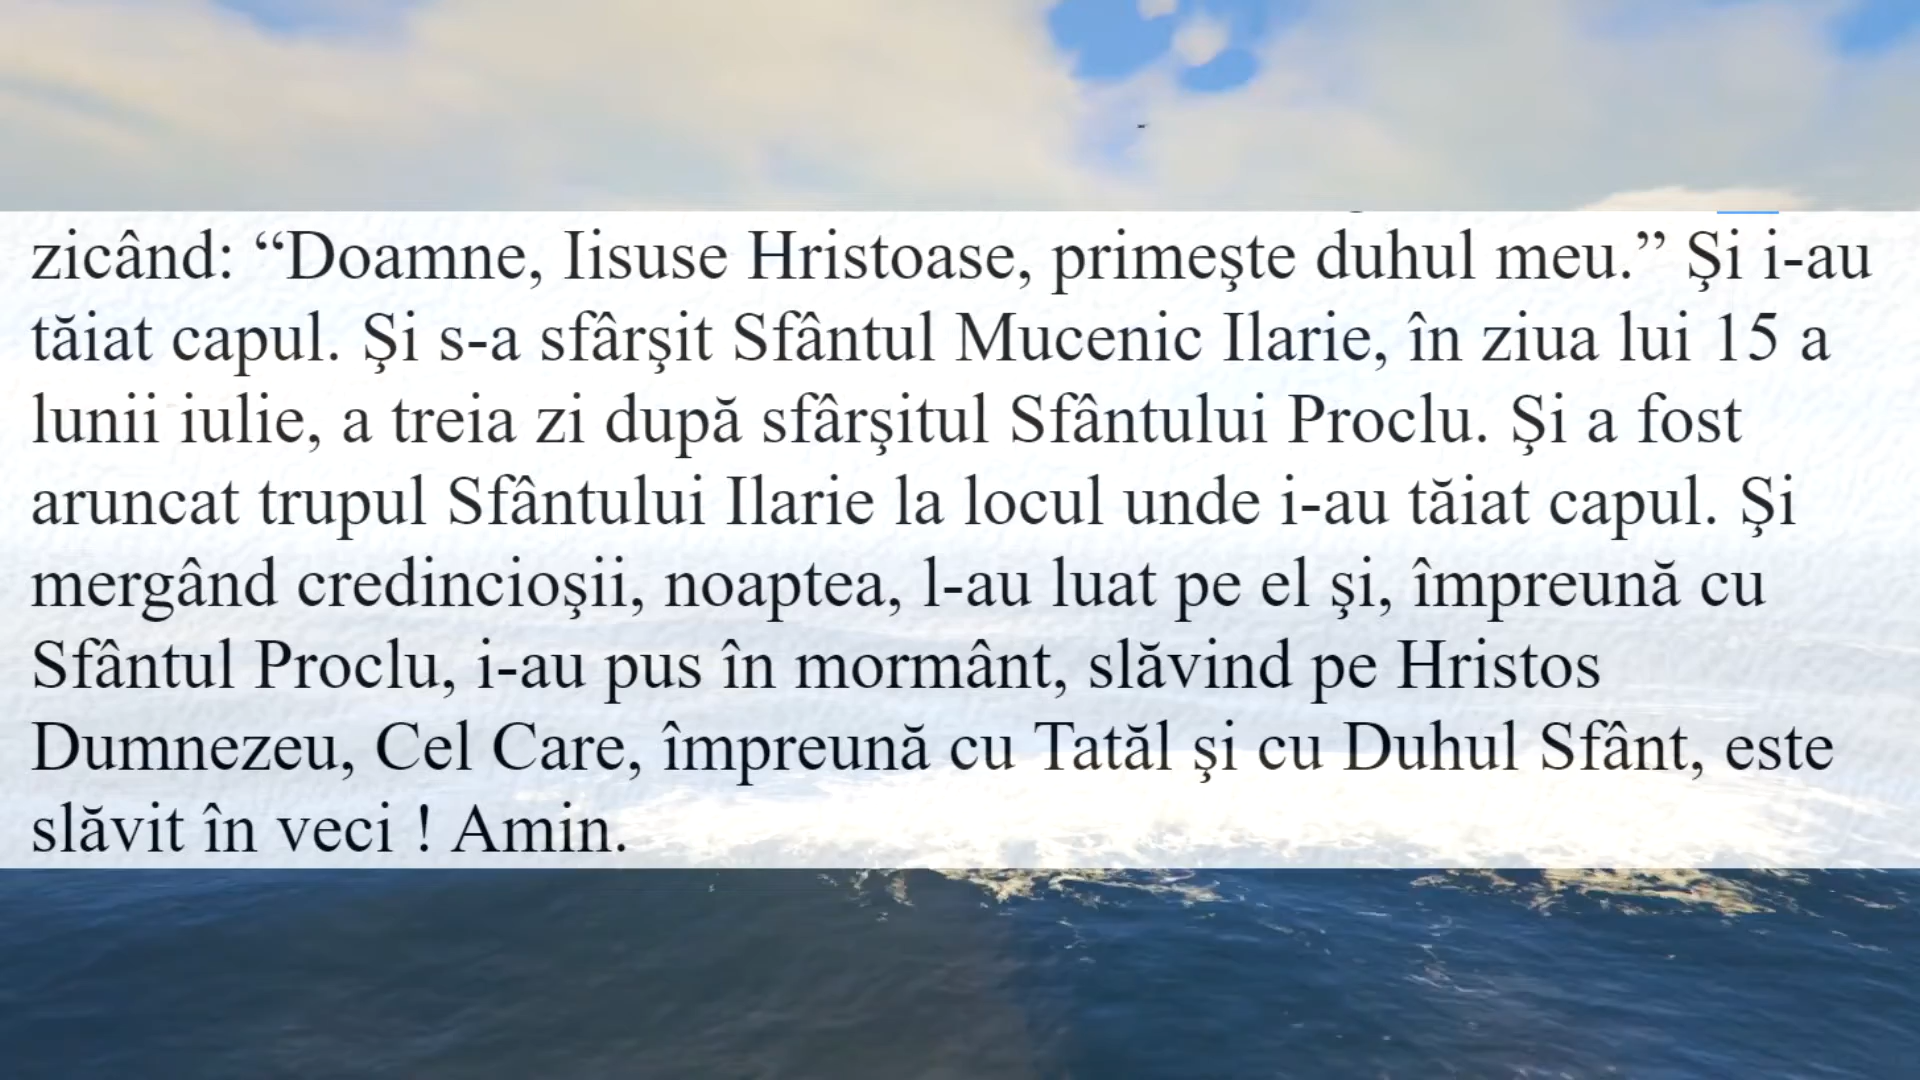 zicând: “Doamne, Iisuse Hristoase, primeşte duhul meu.” Şi i-au
tăiat capul. Şi s-a sfârşit Sfântul Mucenic Ilarie, în ziua lui 15 a
lunii iulie, a treia zi după sfârşitul Sfântului Proclu. Şi a fost
aruncat trupul Sfântului Ilarie la locul unde i-au tăiat capul. Şi
mergând credincioşii, noaptea, l-au luat pe el şi, împreună cu
Sfântul Proclu, i-au pus în mormânt, slăvind pe Hristos
Dumnezeu, Cel Care, împreună cu Tatăl şi cu Duhul Sfânt, este
slăvit în veci ! Amin.